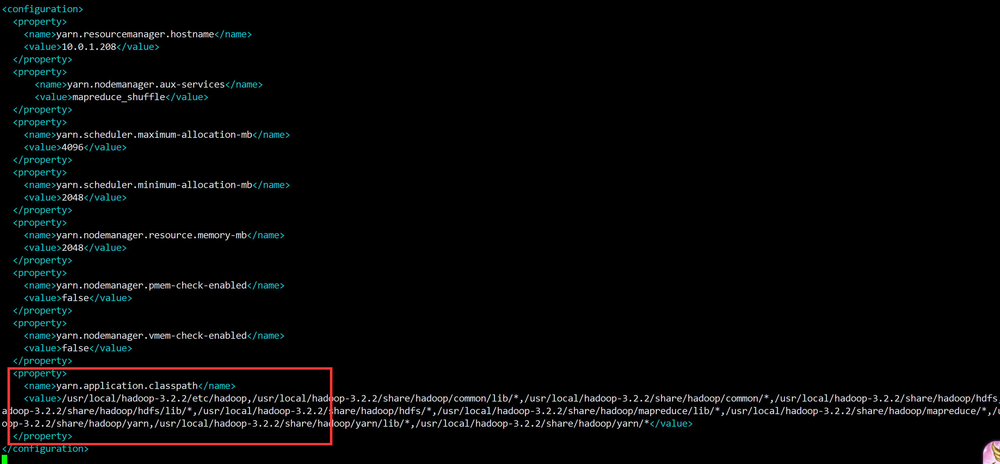 <configuration>
<property>
<name>yarn.resourcemanager.hostname</name>
<value>10.0.1.208</value>
</property>
<property>
<name>yarn.nodemanager.aux-services</name>
<value>mapreduce_shuffle</value>
</property>
<property>
<name>yarn.scheduler.maximum-allocation-mb</name>
<value>4096</value>
</property>
<property>
<name>yarn.scheduler.minimum-allocation-mb</name>
<value>2048</value>
</property>
<property>
<name>yarn.nodemanager.resource.memory-mb</name>
<value>2048</value>
</property>
<property>
<name>yarn.nodemanager.pmem-check-enabled</name>
<value>false</value>
</property>
<property>
<name>yarn.nodemanager.vmem-check-enabled</name>
<value>false</value>
</property>
<property>
<name>yarn.application.classpath</name>
<value>/usr/local/hadoop-3.2.2/etc/hadoop,/usr/local/hadoop-3.2.2/share/hadoop/common/lib/*,/usr/local/hadoop-3.2.2/share/hadoop/common/*,/usr/local/hadoop-3.2.2/share/hadoop/hdfs,
adoop-3.2.2/share/hadoop/hdfs/lib/*,/usr/local/hadoop-3.2.2/share/hadoop/hdfs/*,/usr/local/hadoop-3.2.2/share/hadoop/mapreduce/lib/*,/usr/local/hadoop-3.2.2/share/hadoop/mapreduce/*,/
oop-3.2.2/share/hadoop/yarn,/usr/local/hadoop-3.2.2/share/hadoop/yarn/lib/*,/usr/local/hadoop-3.2.2/share/hadoop/yarn/*</value>
</property>
</configuration>